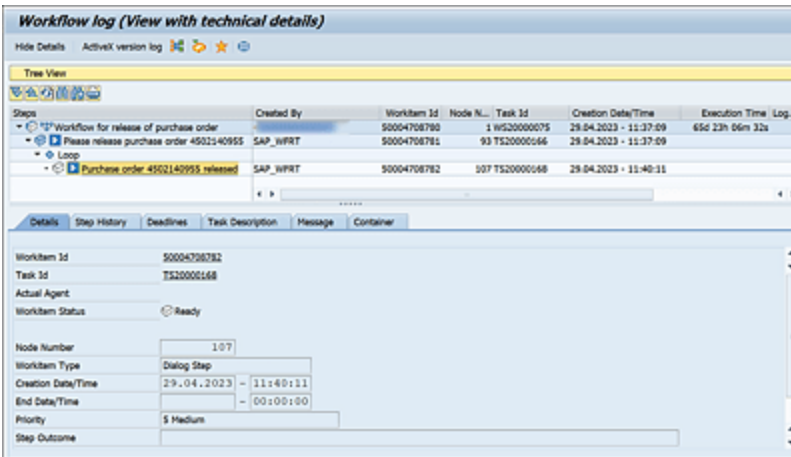 Workflow log (View with technical details)
Hide Details ActiveX version log
Tree View
Steps Created By Workitem Id Node N... Task Id Creation Date/Time Execution Time Log.
Workflow for release of purchase order 50004708780 1 WS20000075 29.04.2023 - 11:37:09 65d 23h 06m 32s
Please release purchase order 4502140955 SAP_WFRT 50004708781 93 TS20000166 29.04.2023 - 11:37:09
Loop
Purchase order 4502140955 released SAP_WFRT 50004708782 107 TS20000168 29.04.2023 - 11:40:11
Details Step History Deadlines Task Description Message Container
Workitem Id 50004708782
Task Id TS20000168
Actual Agent
Workitem Status Ready
Node Number 107
Workitem Type Dialog Step
Creation Date/Time 29.04.2023 - 11:40:11
End Date/Time - 00:00:00
Priority 5 Medium
Step Outcome